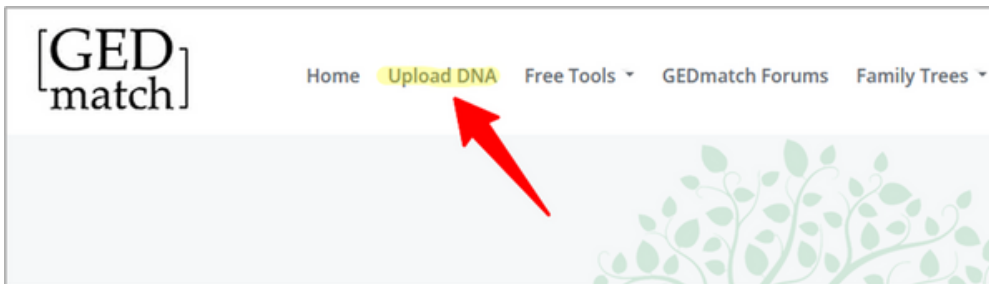 [GED
match]
Home Upload DNA Free Tools GEDmatch Forums Family Trees